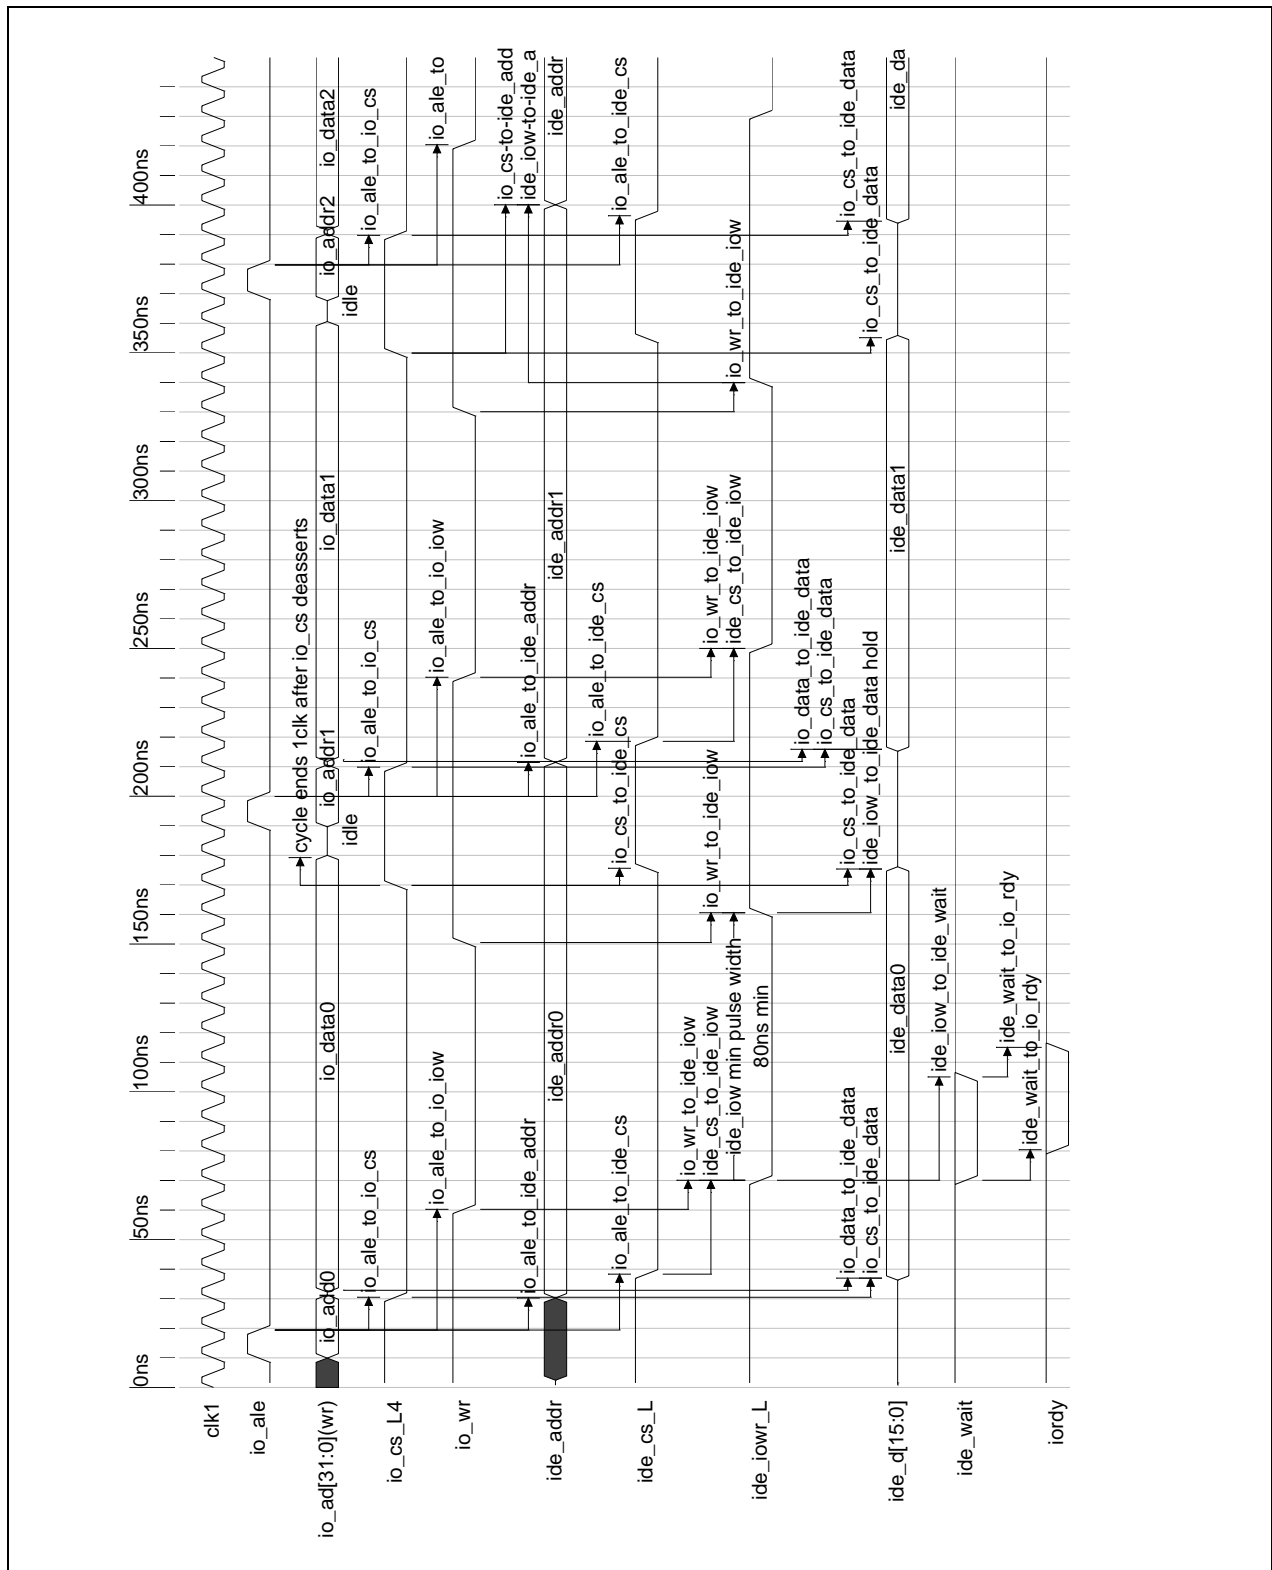 0ns
50ns
100ns
150ns
200ns
250ns
300ns
350ns
400ns
clk1
io_ale
io_ad[31:0](wr)
io_add0
io_data0
idle
io_addr1
io_data1
idle
io_addr2
io_data2
cycle ends 1clk after io_cs deasserts
io_cs_L4
io_ale_to_io_cs
io_ale_to_io_cs
io_ale_to_io_cs
io_wr
io_ale_to_io_iow
io_ale_to_io_iow
io_ale_to
ide_addr
io_ale_to_ide_addr
ide_addr0
io_ale_to_ide_addr
ide_addr1
io_cs-to-ide_add
ide_iow-to-ide_a
ide_addr
ide_cs_L
io_ale_to_ide_cs
io_cs_to_ide_cs
io_ale_to_ide_cs
io_ale_to_ide_cs
ide_iowr_L
io_wr_to_ide_iow
ide_cs_to_ide_iow
ide_iow min pulse width
80ns min
io_wr_to_ide_iow
io_wr_to_ide_iow
ide_cs_to_ide_iow
io_wr_to_ide_iow
ide_d[15:0]
io_data_to_ide_data
io_cs_to_ide_data
ide_data0
io_cs_to_ide_data
ide_iow_to_ide_data hold
io_data_to_ide_data
io_cs_to_ide_data
ide_data1
io_cs_to_ide_data
io_cs_to_ide_data
ide_da
ide_wait
ide_iow_to_ide_wait
iordy
ide_wait_to_io_rdy
ide_wait_to_io_rdy